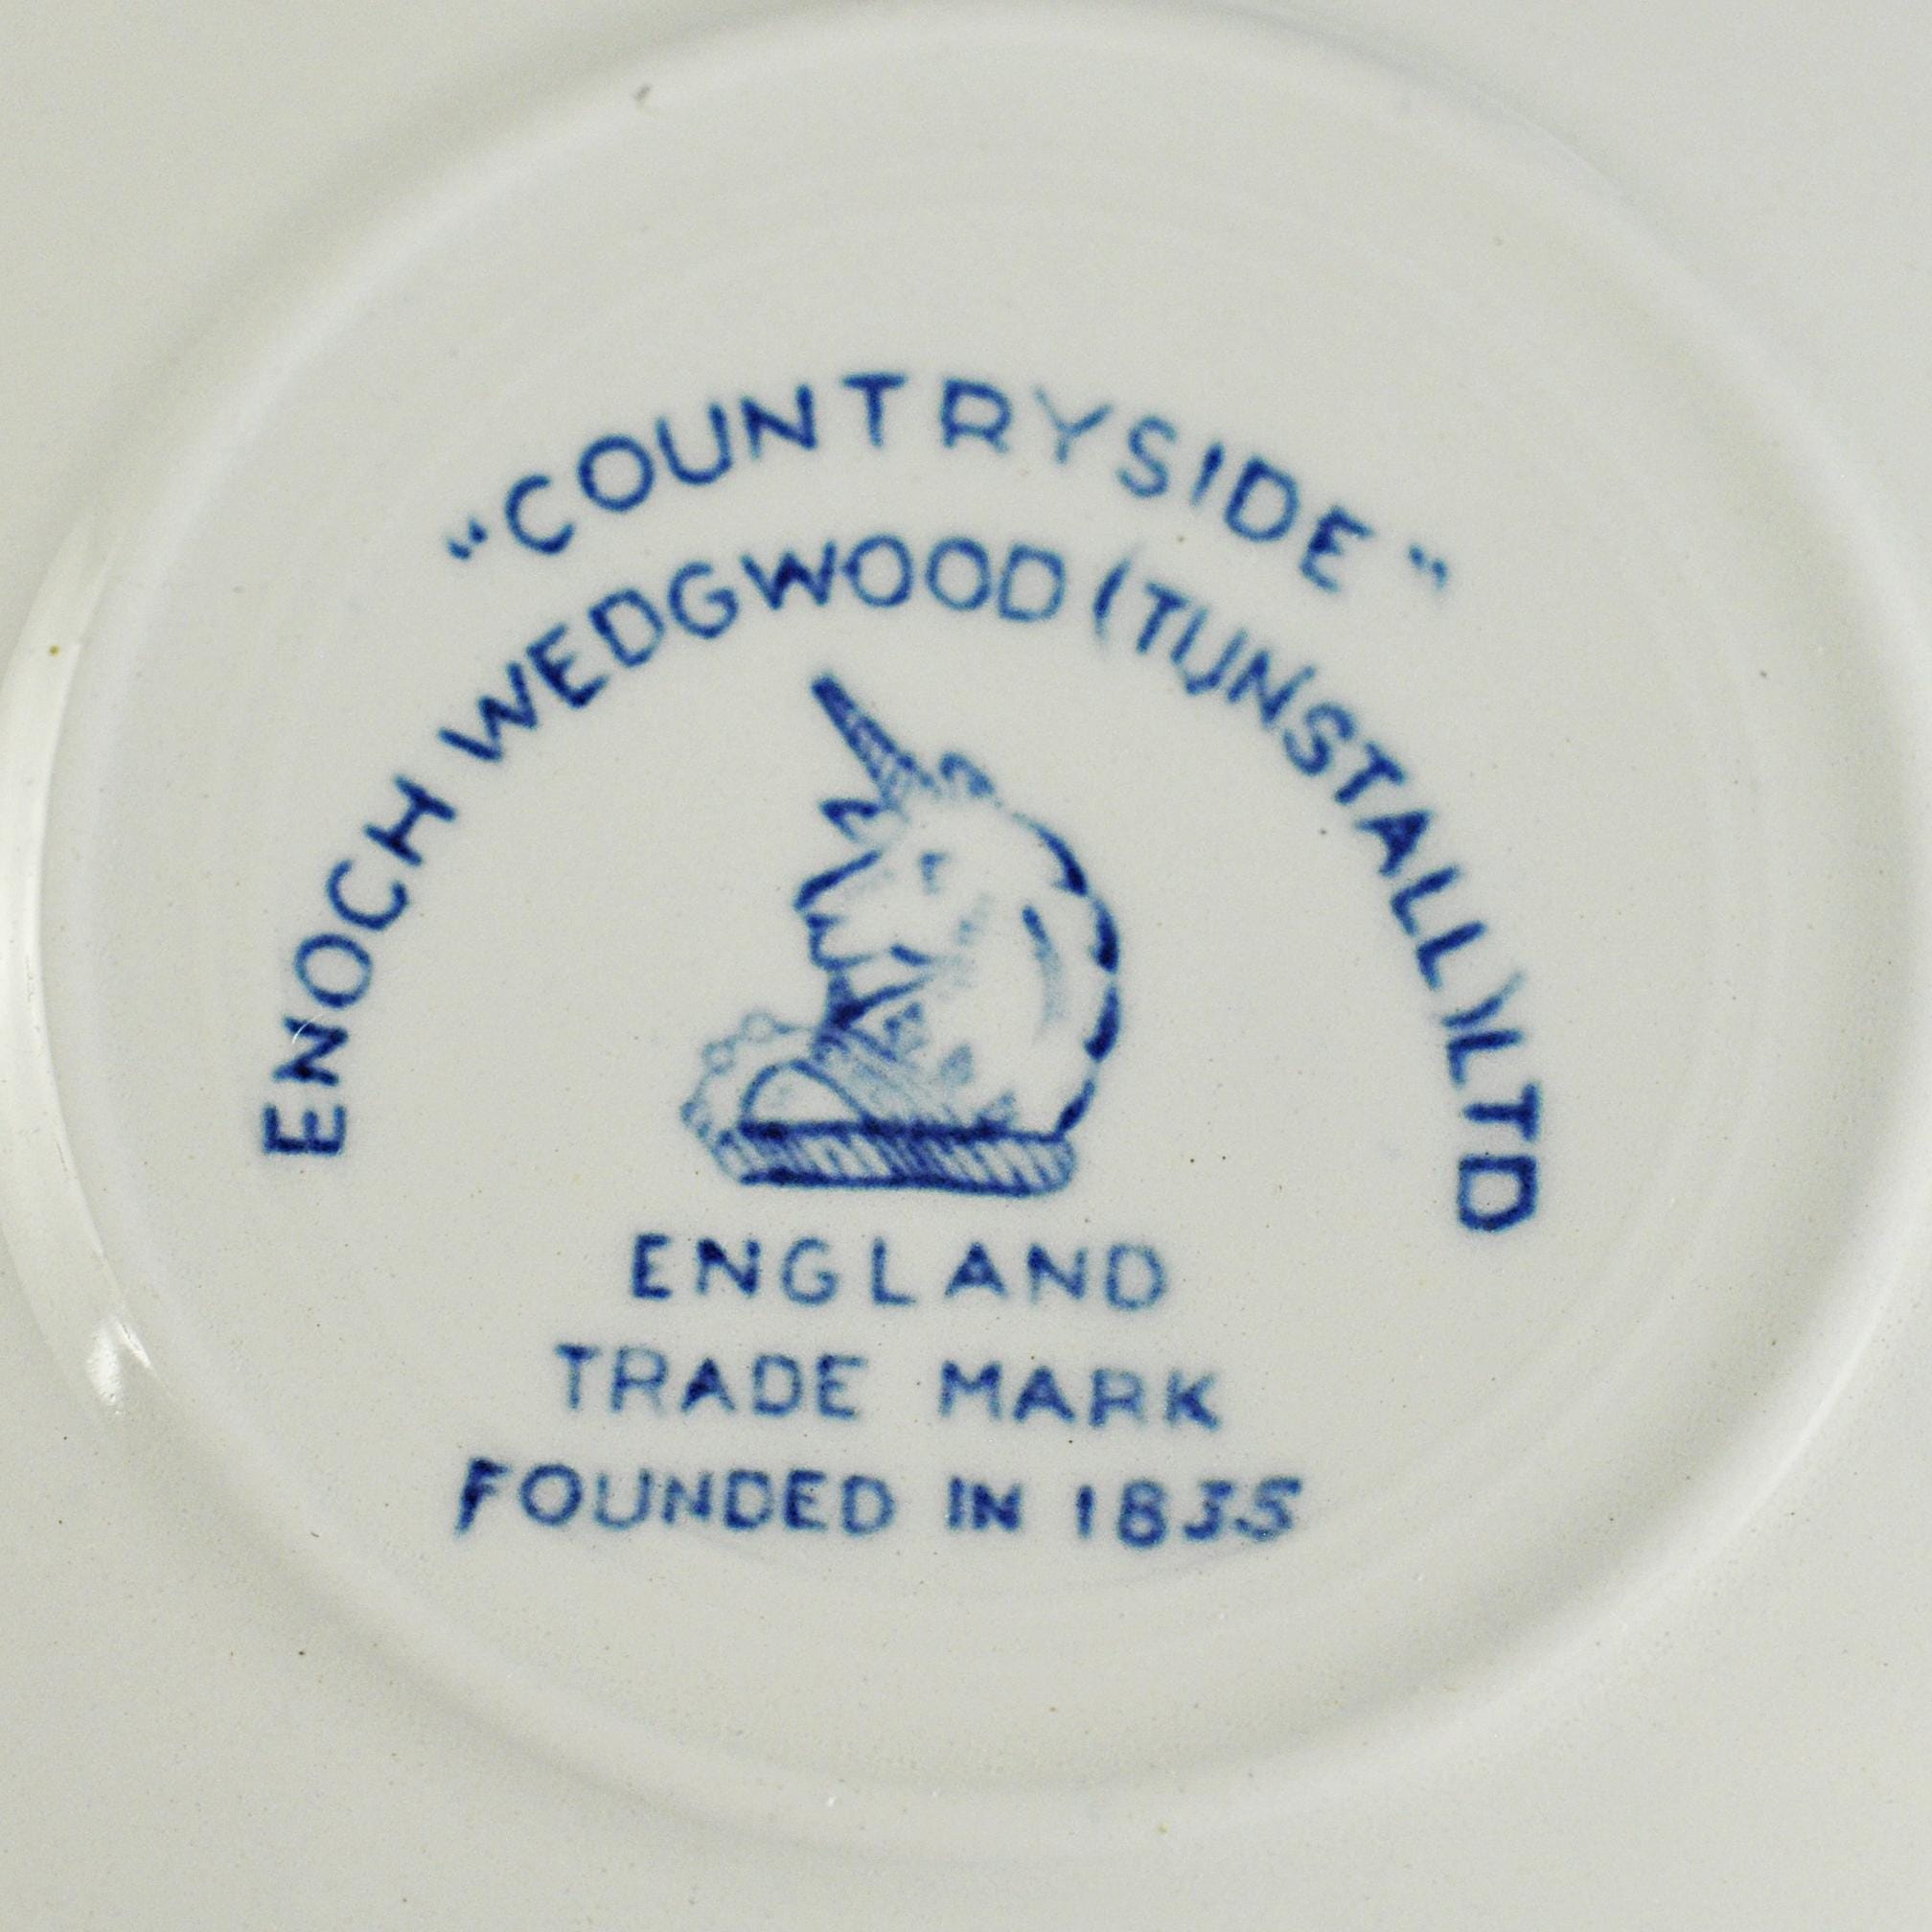 "COUNTRYSIDE"
ENOCH WEDGWOOD (TUNSTALL) LTD
ENGLAND
TRADE MARK
FOUNDED IN 1835